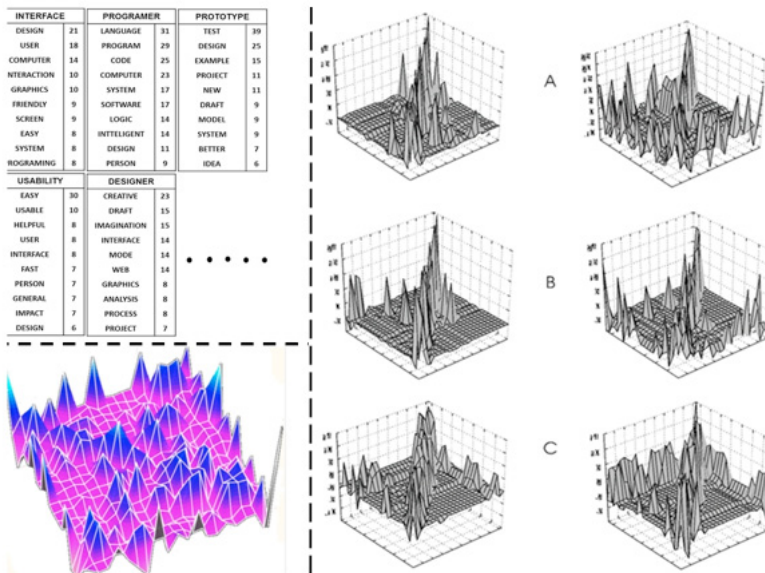 INTERFACE
DESIGN 21
USER 18
COMPUTER 14
NTERACTION 10
GRAPHICS 10
FRIENDLY 9
SCREEN 9
EASY 8
SYSTEM 8
ROGRAMING 8
PROGRAMER
LANGUAGE 31
PROGRAM 29
CODE 25
COMPUTER 23
SYSTEM 17
SOFTWARE 17
LOGIC 14
INTTELIGENT 14
DESIGN 11
PERSON 9
PROTOTYPE
TEST 39
DESIGN 25
EXAMPLE 15
PROJECT 11
NEW 11
DRAFT 9
MODEL 9
SYSTEM 9
BETTER 7
IDEA 6
USABILITY
EASY 30
USABLE 10
HELPFUL 8
USER 8
INTERFACE 8
FAST 7
PERSON 7
GENERAL 7
IMPACT 7
DESIGN 6
DESIGNER
CREATIVE 23
DRAFT 15
IMAGINATION 15
INTERFACE 14
MODE 14
WEB 14
GRAPHICS 8
ANALYSIS 8
PROCESS 8
PROJECT 7
A
B
C